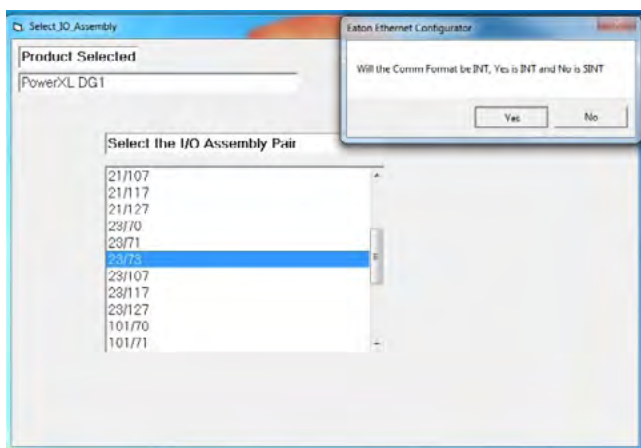 Select_IO_Assembly
Product Selected
PowerXL DG1
Select the I/O Assembly Pair
21/107
21/117
21/127
23/70
23/71
23/73
23/107
23/117
23/127
101/70
101/71
Eaton Ethernet Configurator
Will the Comm Format be INT, Yes is INT and No is SINT
Yes
No